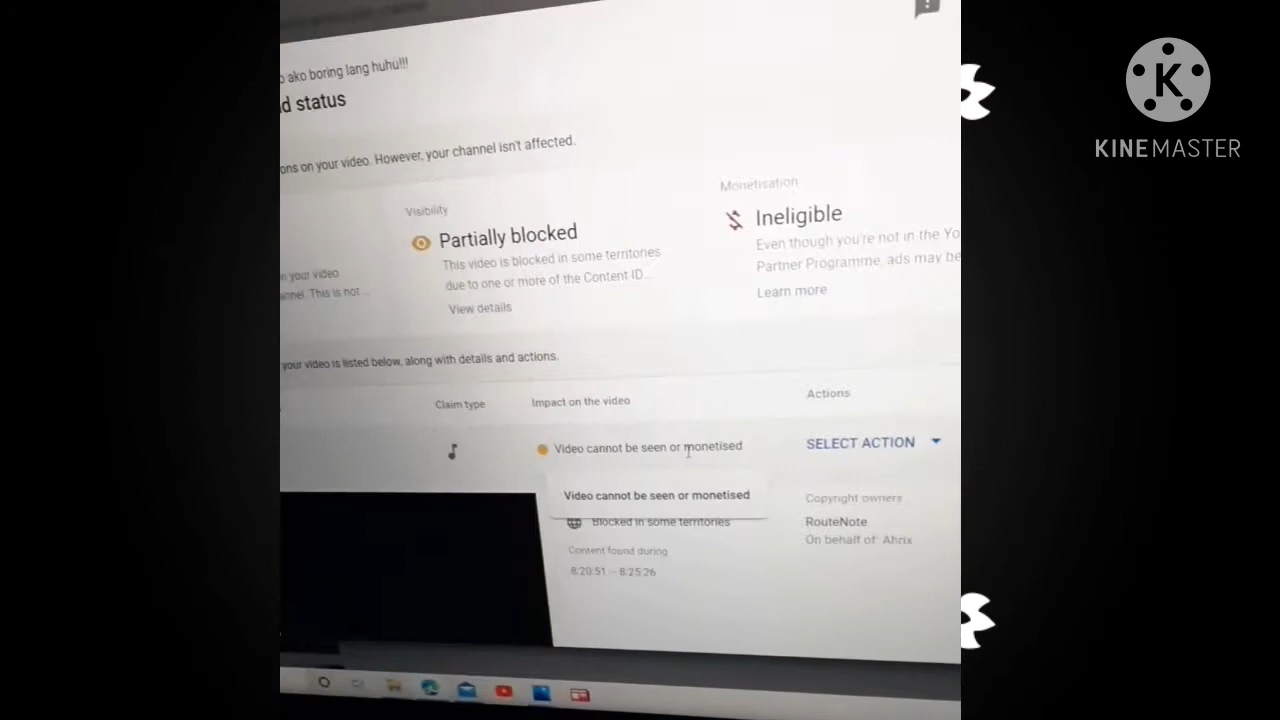 o ako boring lang huhu!!!
d status
ons on your video. However, your channel isn't affected.
Visibility
Partially blocked
This video is blocked in some territories
due to one or more of the Content ID...
View details
Monetisation
Ineligible
Even though you're not in the Yo
Partner Programme, ads may be
Learn more
n your video
annel. This is not ...
your video is listed below, along with details and actions.
Claim type
Impact on the video
Actions
Video cannot be seen or monetised
SELECT ACTION
Video cannot be seen or monetised
Blocked in some territories
Content found during
8:20:51 – 8:25:26
Copyright owners
RouteNote
On behalf of: Ahrix
K
KINEMASTER